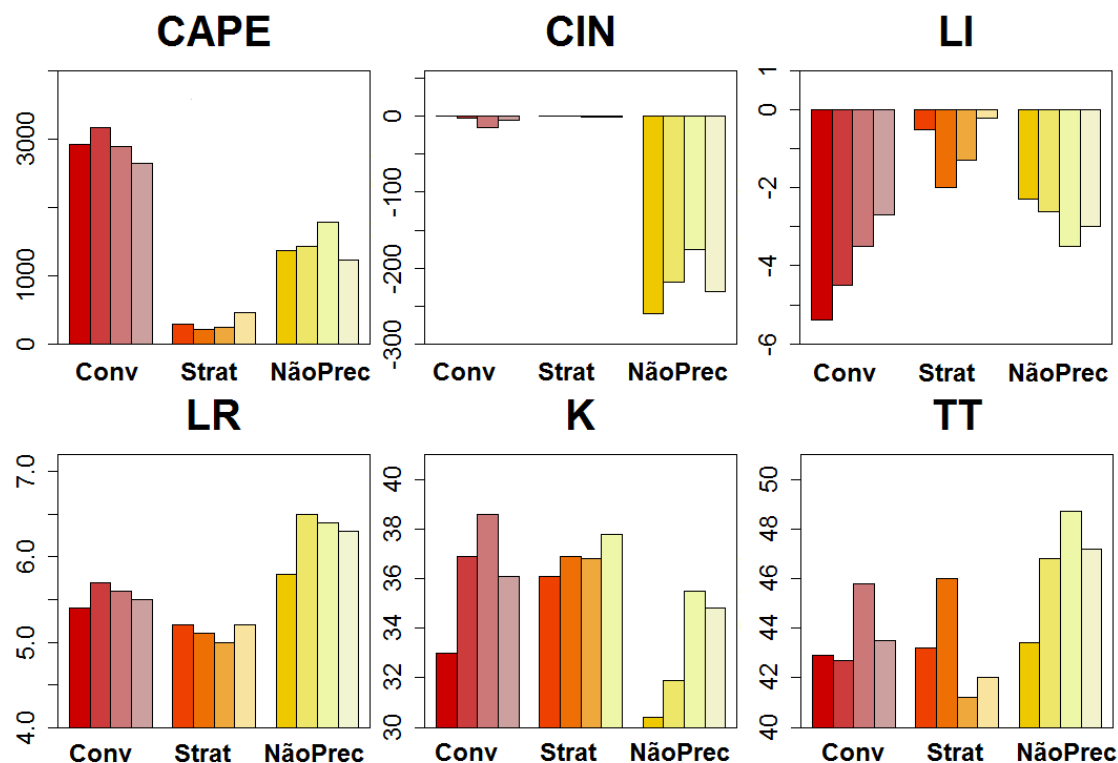 CAPE
CIN
LI
3000
1000
0
0
-100
-200
-300
1
0
-2
-4
-6
Conv Strat NãoPrec
Conv Strat NãoPrec
Conv Strat NãoPrec
LR
K
TT
7.0
6.0
5.0
4.0
40
38
36
34
32
30
50
48
46
44
42
40
Conv Strat NãoPrec
Conv Strat NãoPrec
Conv Strat NãoPrec